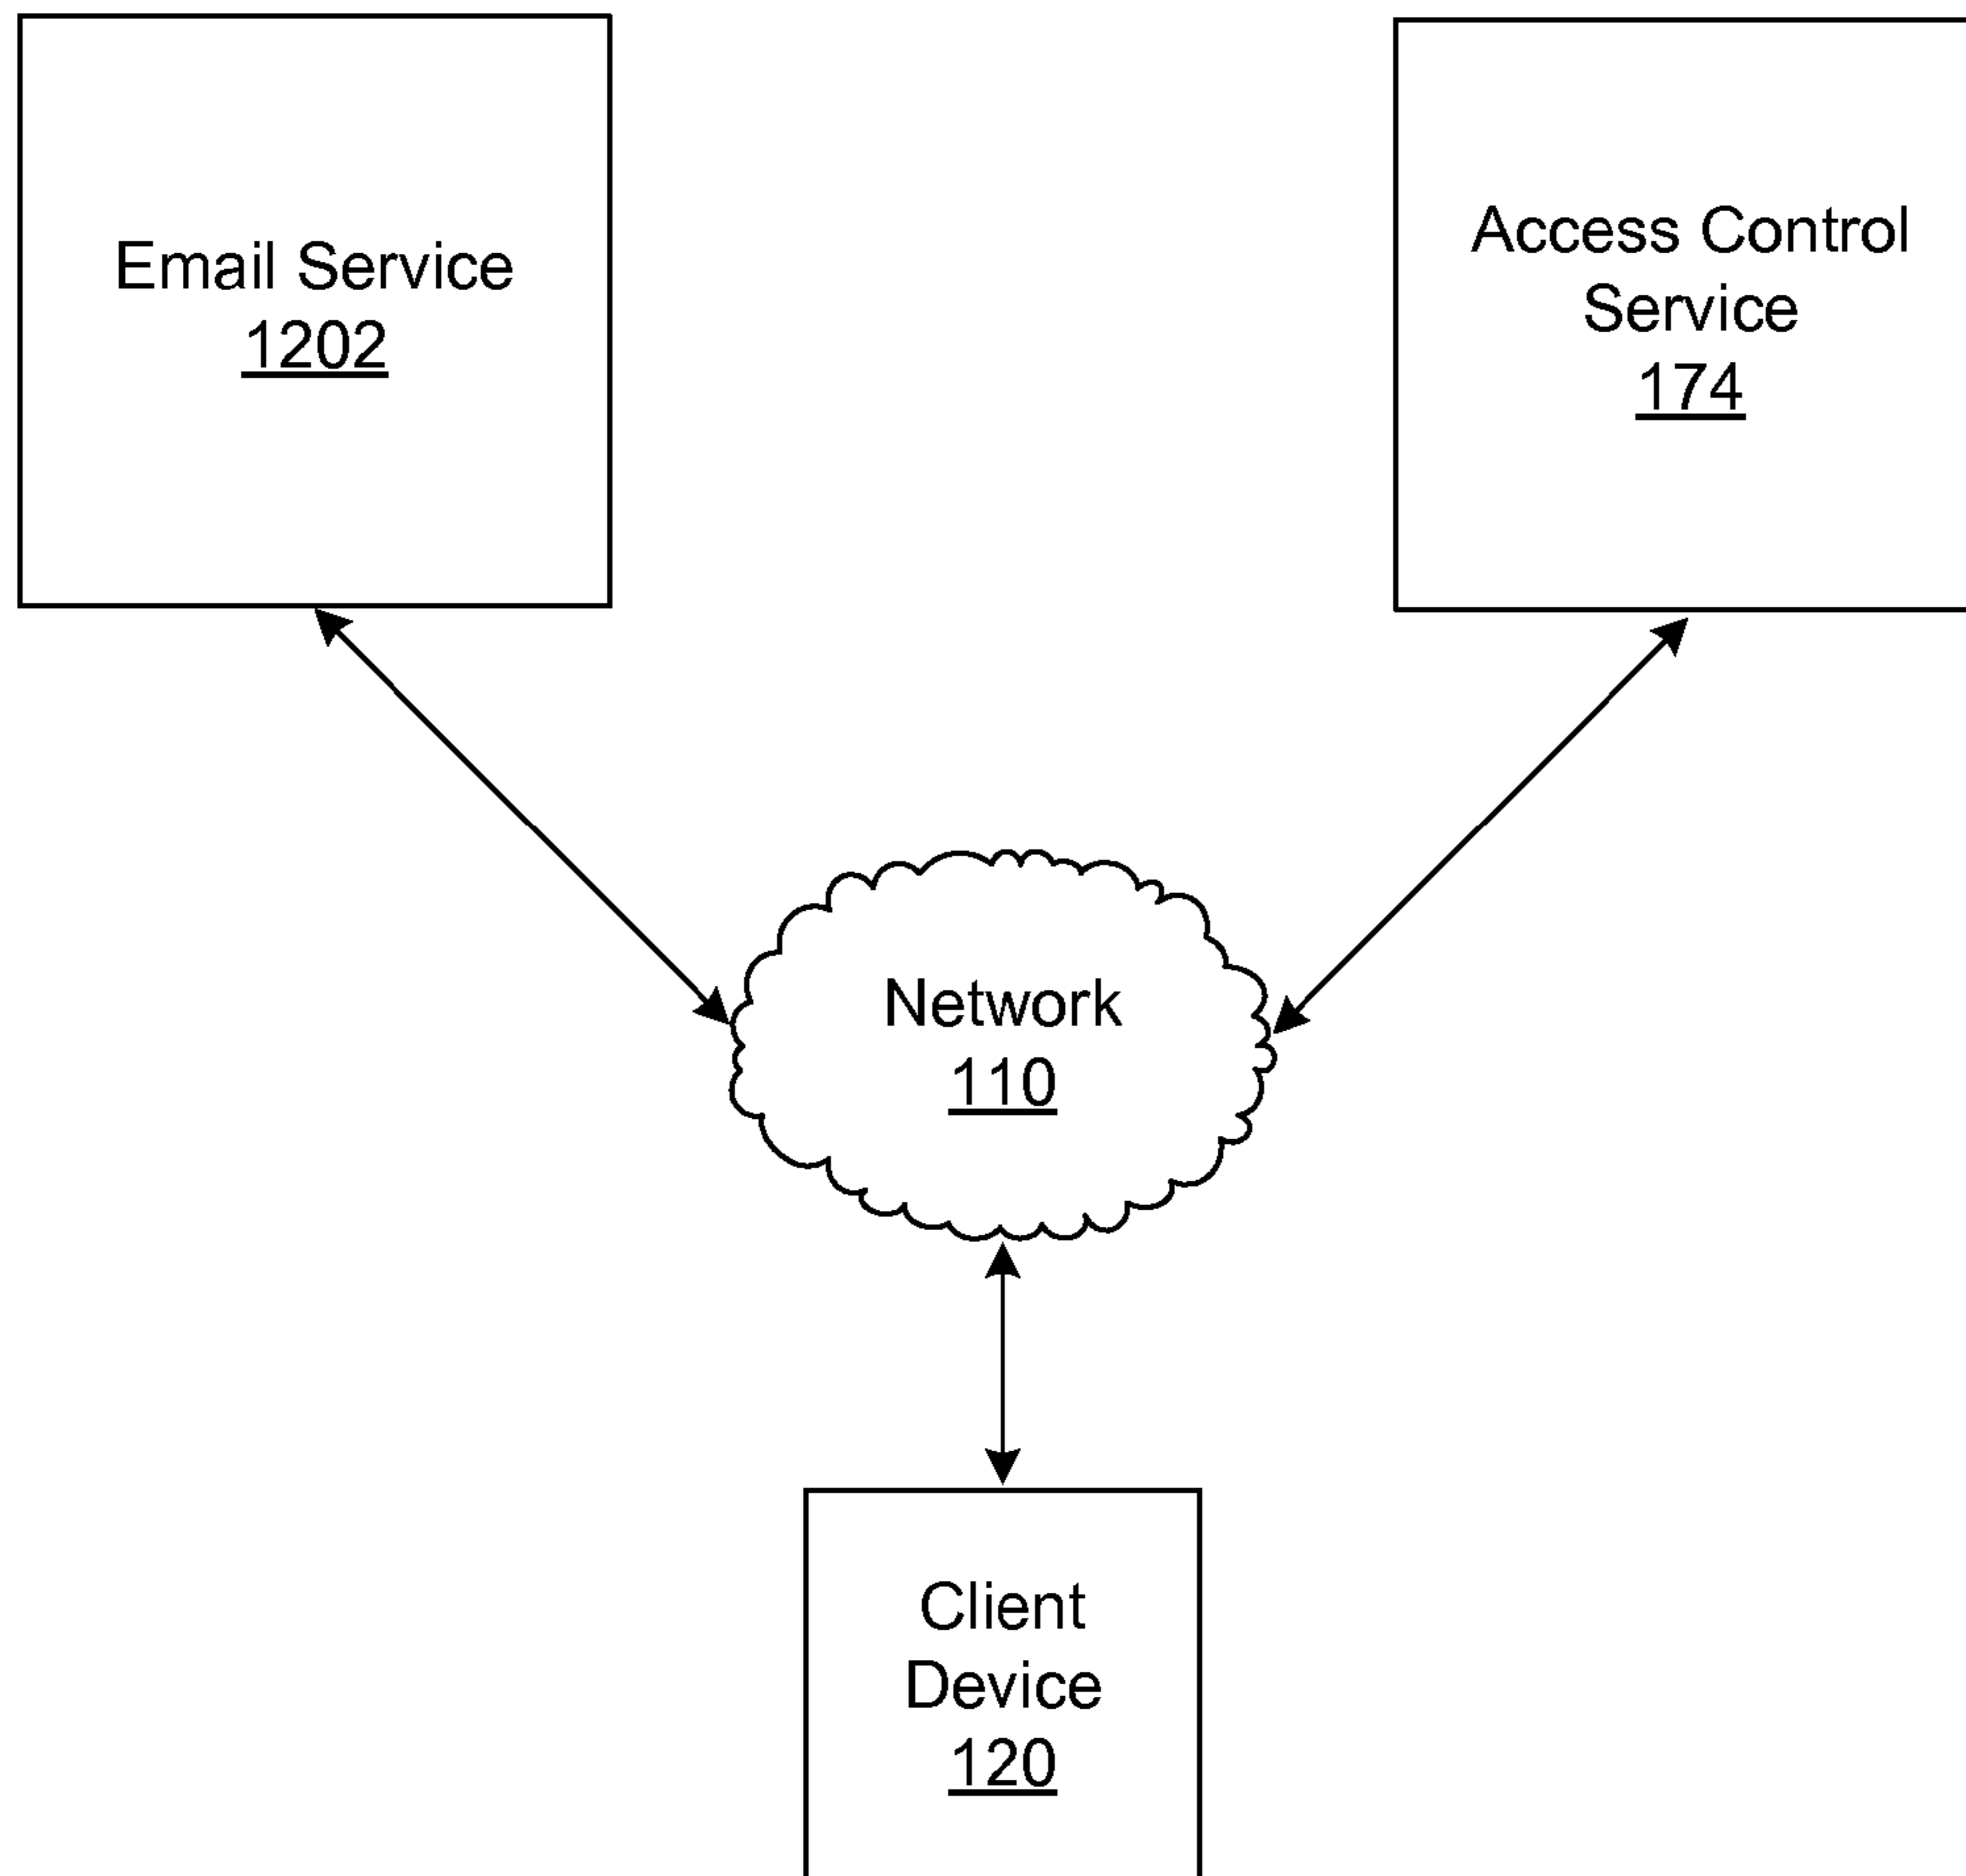 Email Service
1202
Access Control
Service
174
Network
110
Client
Device
120